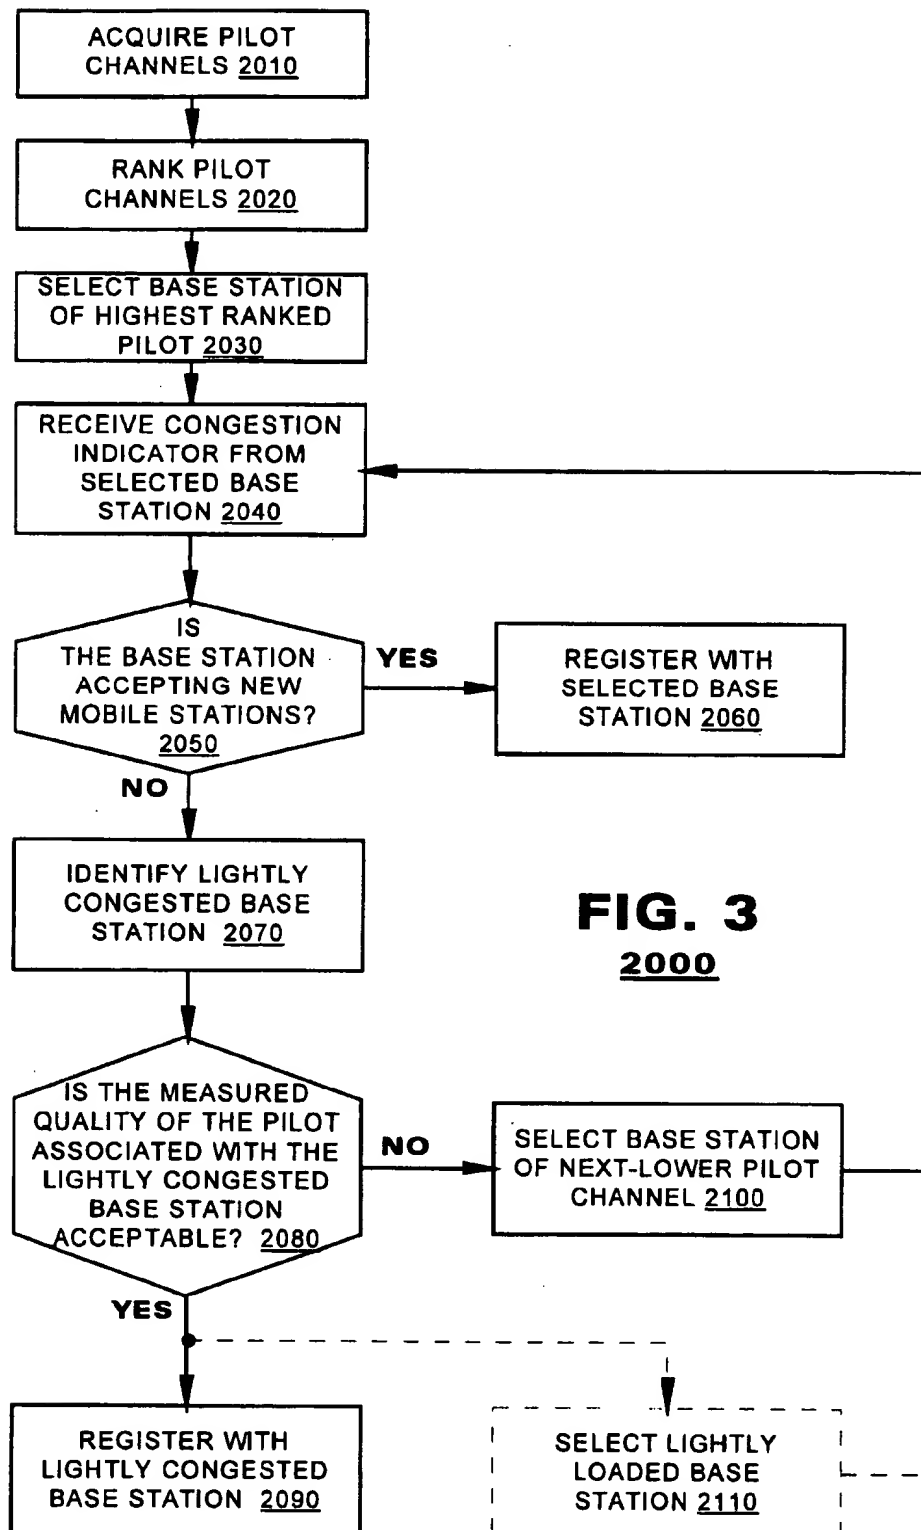 ACQUIRE PILOT
CHANNELS 2010
RANK PILOT
CHANNELS 2020
SELECT BASE STATION
OF HIGHEST RANKED
PILOT 2030
RECEIVE CONGESTION
INDICATOR FROM
SELECTED BASE
STATION 2040
IS
THE BASE STATION
ACCEPTING NEW
MOBILE STATIONS?
2050
YES
REGISTER WITH
SELECTED BASE
STATION 2060
NO
IDENTIFY LIGHTLY
CONGESTED BASE
STATION 2070
FIG. 3
2000
IS THE MEASURED
QUALITY OF THE PILOT
ASSOCIATED WITH THE
LIGHTLY CONGESTED
BASE STATION
ACCEPTABLE? 2080
NO
SELECT BASE STATION
OF NEXT-LOWER PILOT
CHANNEL 2100
YES
REGISTER WITH
LIGHTLY CONGESTED
BASE STATION 2090
SELECT LIGHTLY
LOADED BASE
STATION 2110